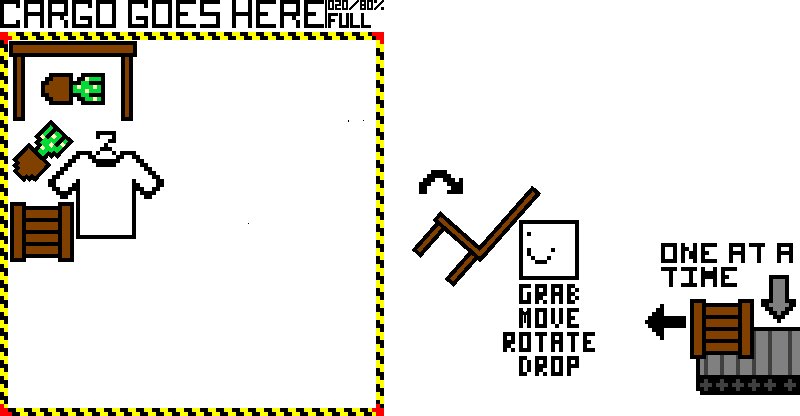 CARGO GOES HERE
020/80%
FULL
ONE AT A
TIME
GRAB
MOVE
ROTATE
DROP